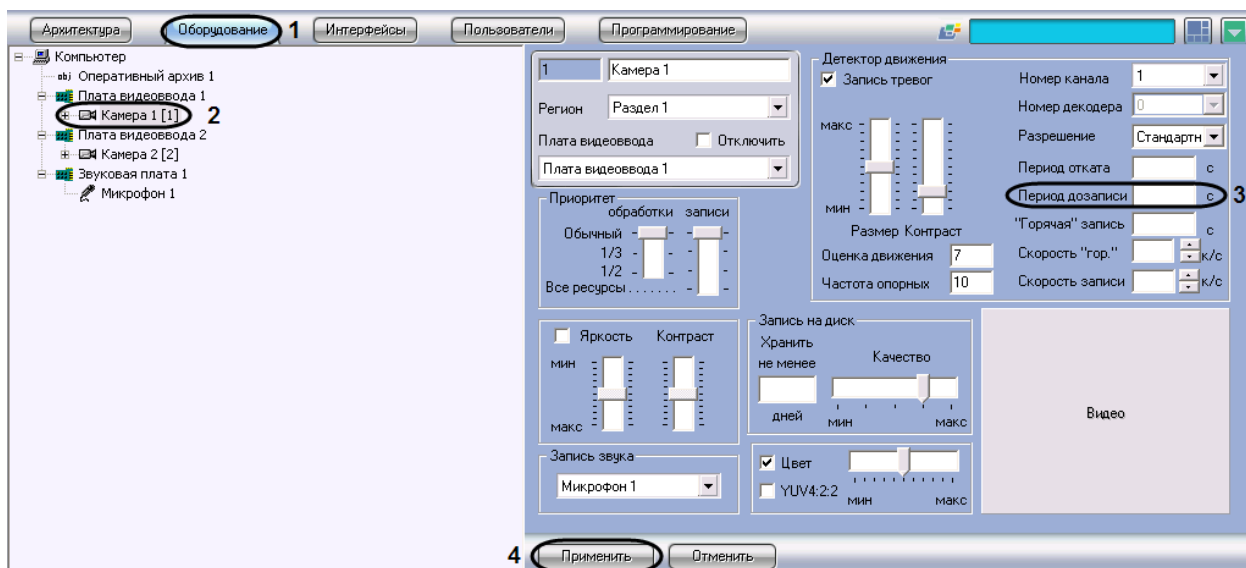 Архитектура Оборудование 1 Интерфейсы Пользователи Программирование
Компьютер
Оперативный архив 1
Плата видеоввода 1
Камера 1 [1] 2
Плата видеоввода 2
Камера 2 [2]
Звуковая плата 1
Микрофон 1
1 Камера 1
Регион Раздел 1
Плата видеоввода Отключить
Плата видеоввода 1
Приоритет
обработки записи
Обычный
1/3
1/2
Все ресурсы
Яркость Контраст
мин
макс
Запись звука
Микрофон 1
Детектор движения
Запись тревог
макс
мин
Размер Контраст
Оценка движения 7
Частота опорных 10
Номер канала 1
Номер декодера 0
Разрешение Стандартн
Период отката с
Период дозаписи с 3
"Горячая" запись с
Скорость "гор." к/с
Скорость записи к/с
Запись на диск
Хранить
не менее
дней
Качество
мин макс
Цвет
YUV4:2:2
мин макс
Видео
4 Применить Отменить